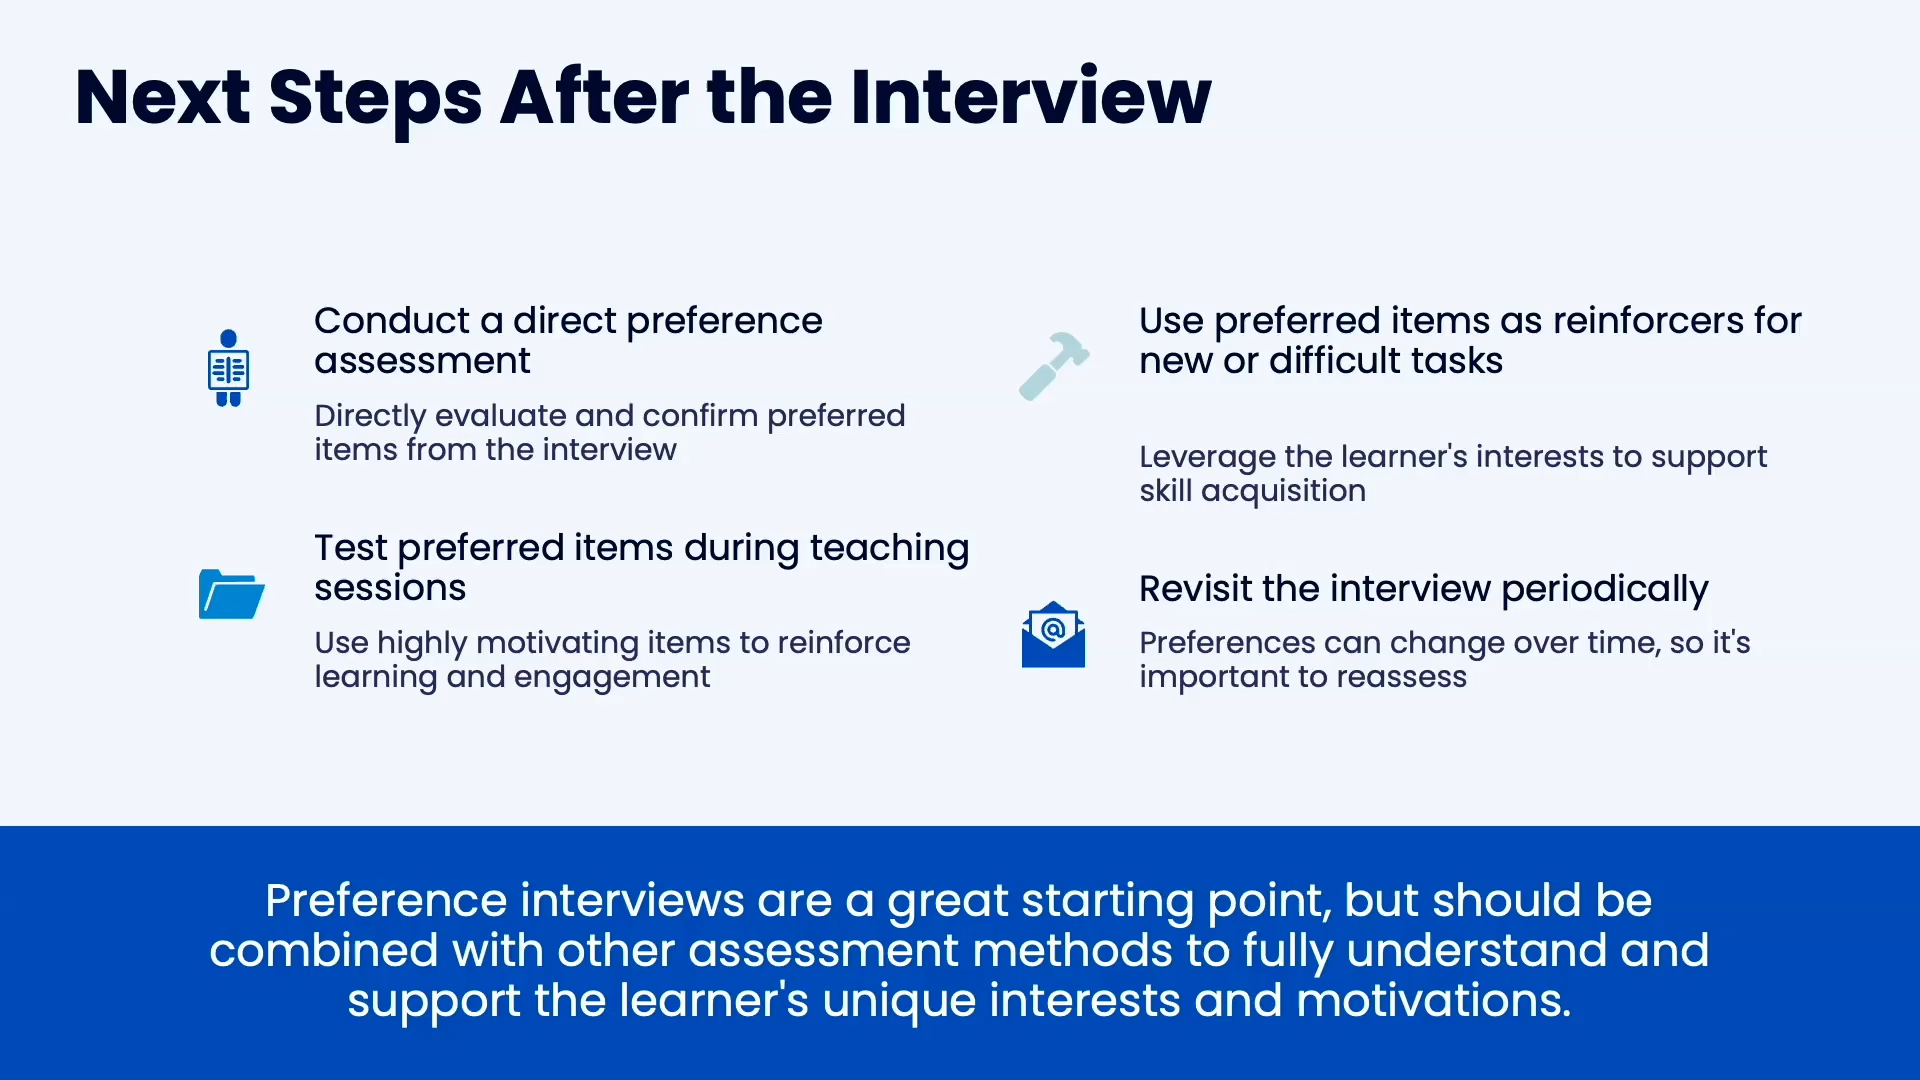 Next Steps After the Interview
Conduct a direct preference
assessment
Directly evaluate and confirm preferred
items from the interview
Test preferred items during teaching
sessions
Use highly motivating items to reinforce
learning and engagement
Use preferred items as reinforcers for
new or difficult tasks
Leverage the learner's interests to support
skill acquisition
Revisit the interview periodically
Preferences can change over time, so it's
important to reassess
Preference interviews are a great starting point, but should be
combined with other assessment methods to fully understand and
support the learner's unique interests and motivations.